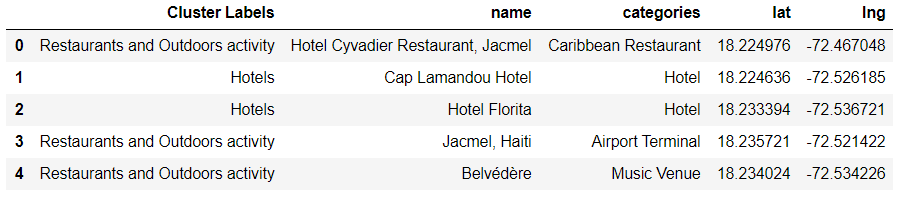 Cluster Labels name categories lat lng
0 Restaurants and Outdoors activity Hotel Cyvadier Restaurant, Jacmel Caribbean Restaurant 18.224976 -72.467048
1 Hotels Cap Lamandou Hotel Hotel 18.224636 -72.526185
2 Hotels Hotel Florita Hotel 18.233394 -72.536721
3 Restaurants and Outdoors activity Jacmel, Haiti Airport Terminal 18.235721 -72.521422
4 Restaurants and Outdoors activity Belvédère Music Venue 18.234024 -72.534226